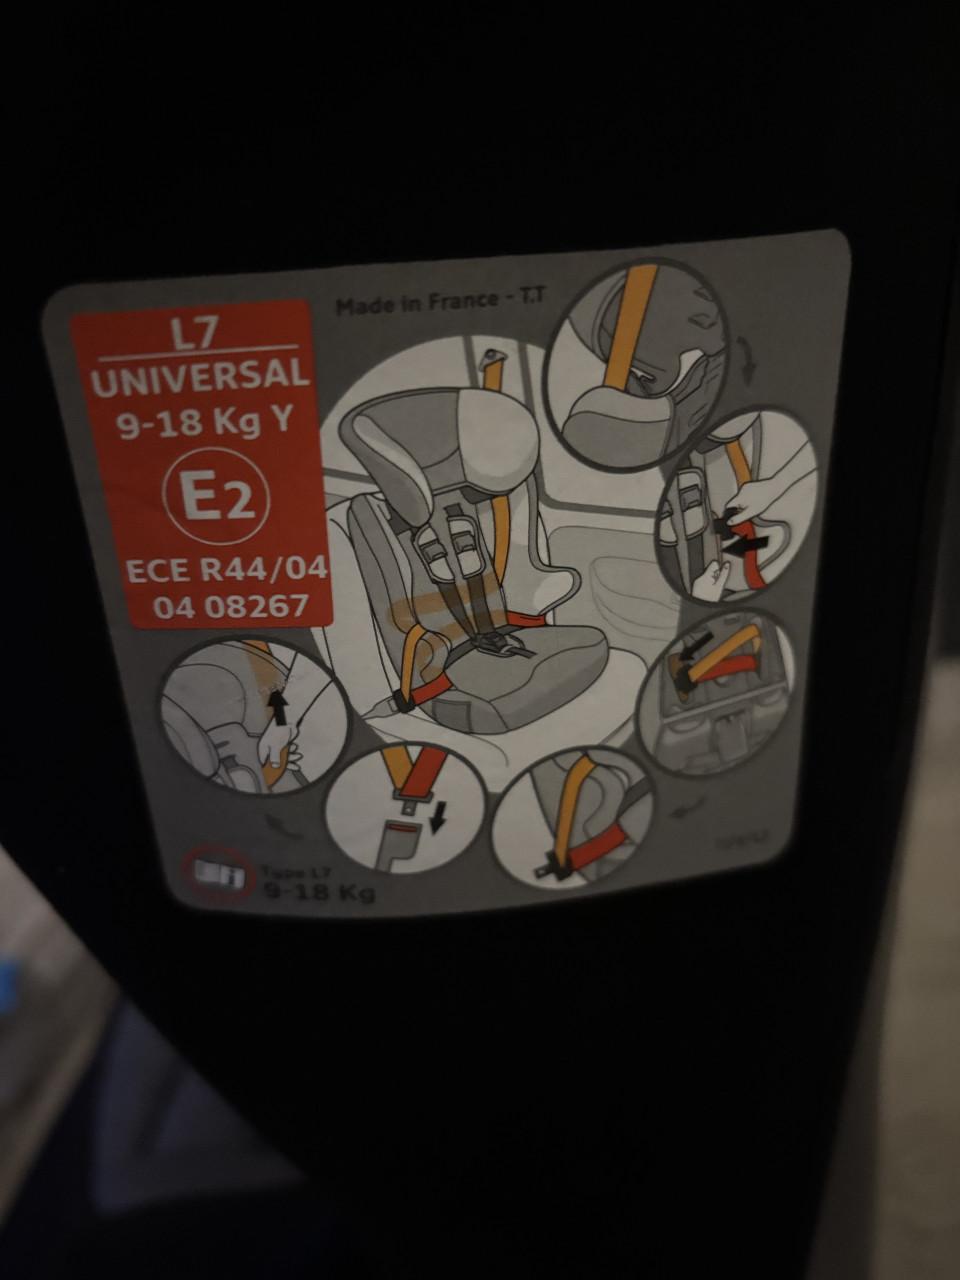 Made in France - T.T
L7
UNIVERSAL
9-18 Kg Y
E2
ECE R44/04
04 08267
Type L7
9-18 Kg